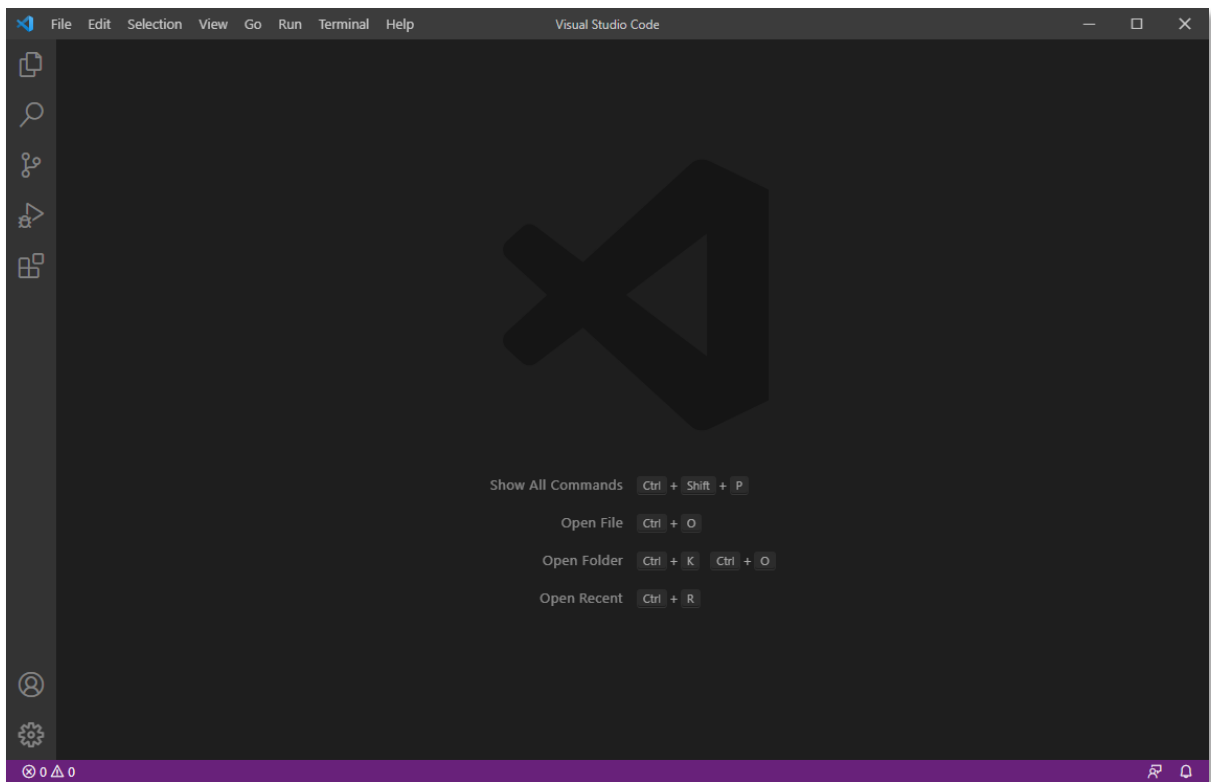 File Edit Selection View Go Run Terminal Help Visual Studio Code
Show All Commands Ctrl + Shift + P
Open File Ctrl + O
Open Folder Ctrl + K Ctrl + O
Open Recent Ctrl + R
0 0